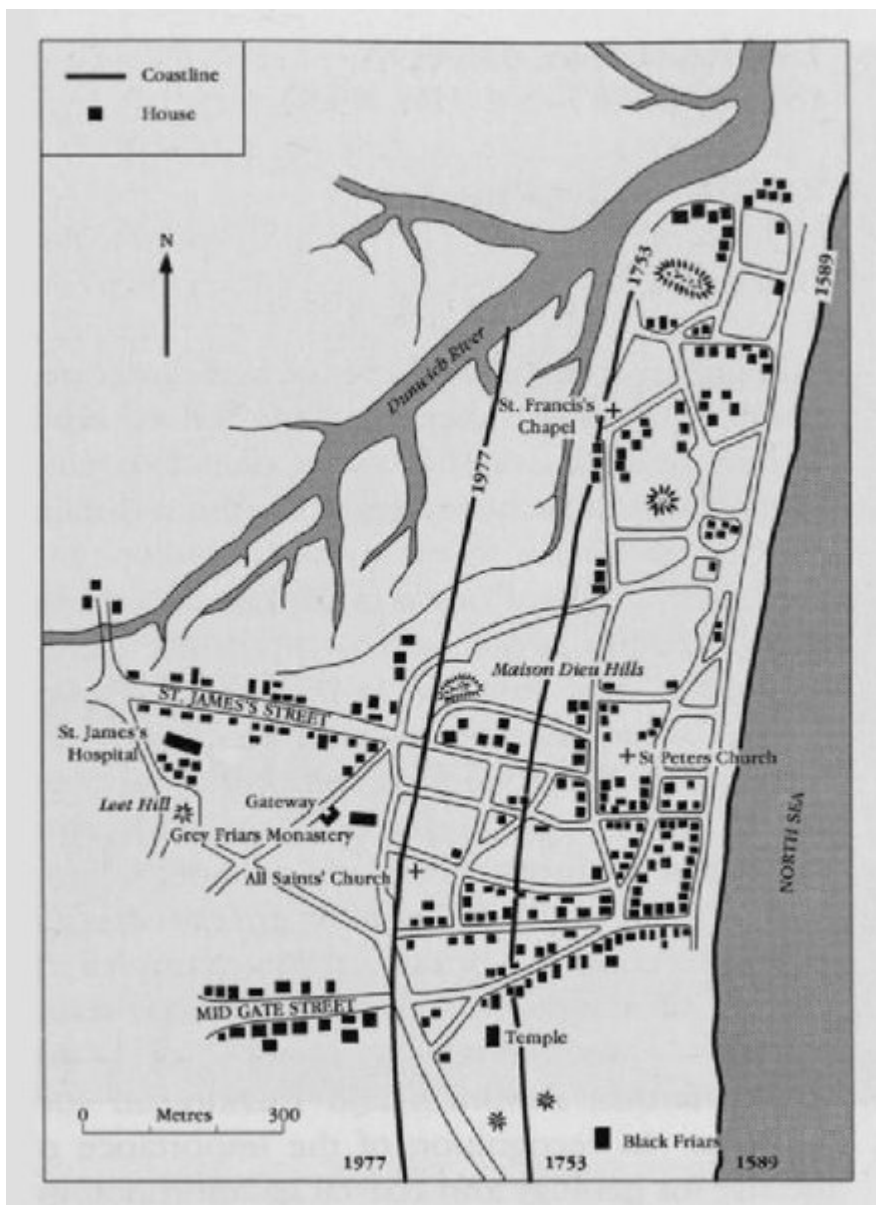 Coastline
House
N
1753
1589
Dunwich River
St. Francis's
Chapel
1977
Maison Dieu Hills
ST. JAMES'S STREET
St. James's
Hospital
St Peters Church
Leet Hill
Gateway
Grey Friars Monastery
NORTH SEA
All Saints' Church
MID GATE STREET
Temple
0 Metres 300
Black Friars
1977 1753 1589